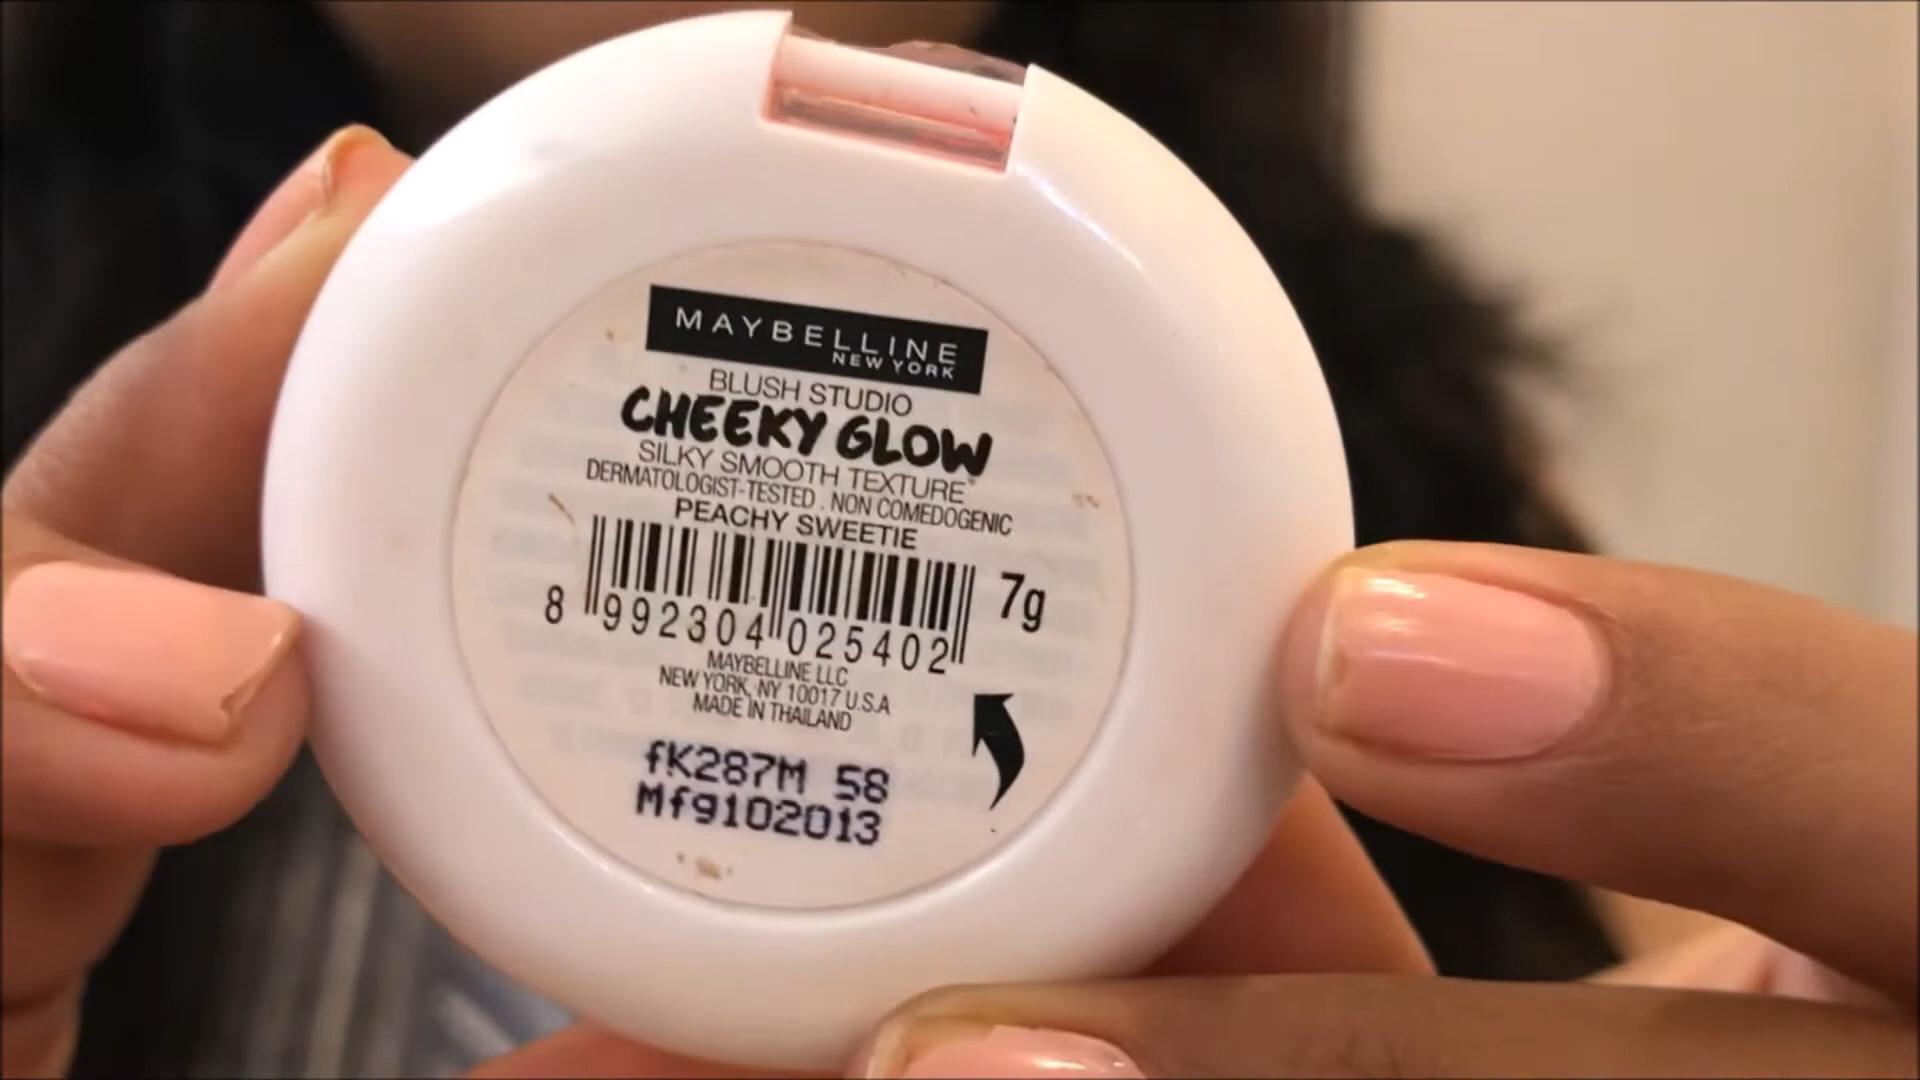 MAYBELLINE
NEW YORK
BLUSH STUDIO
CHEEKY GLOW
SILKY SMOOTH TEXTURE
DERMATOLOGIST-TESTED . NON COMEDOGENIC
PEACHY SWEETIE
7g
8 992304 025402
MAYBELLINE LLC
NEW YORK, NY 10017 U.S.A
MADE IN THAILAND
fK287M 58
Mfg102013